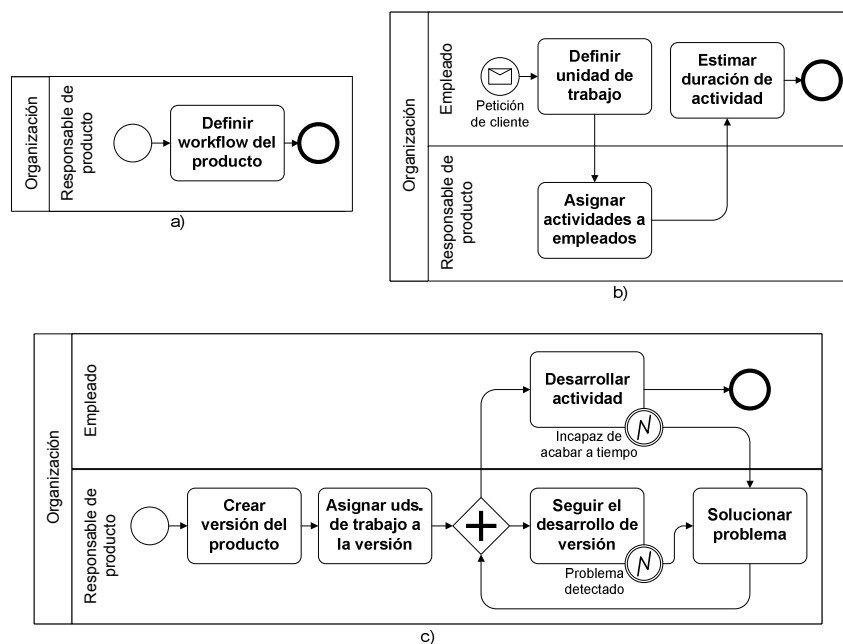 Organización
Responsable de
producto
Definir
workflow del
producto
a)
Organización
Empleado
Petición
de cliente
Definir
unidad de
trabajo
Estimar
duración de
actividad
Responsable de
producto
Asignar
actividades a
empleados
b)
Organización
Empleado
Desarrollar
actividad
Incapaz de
acabar a tiempo
Responsable de
producto
Crear
versión del
producto
Asignar uds.
de trabajo a
la versión
Seguir el
desarrollo de
versión
Problema
detectado
Solucionar
problema
c)